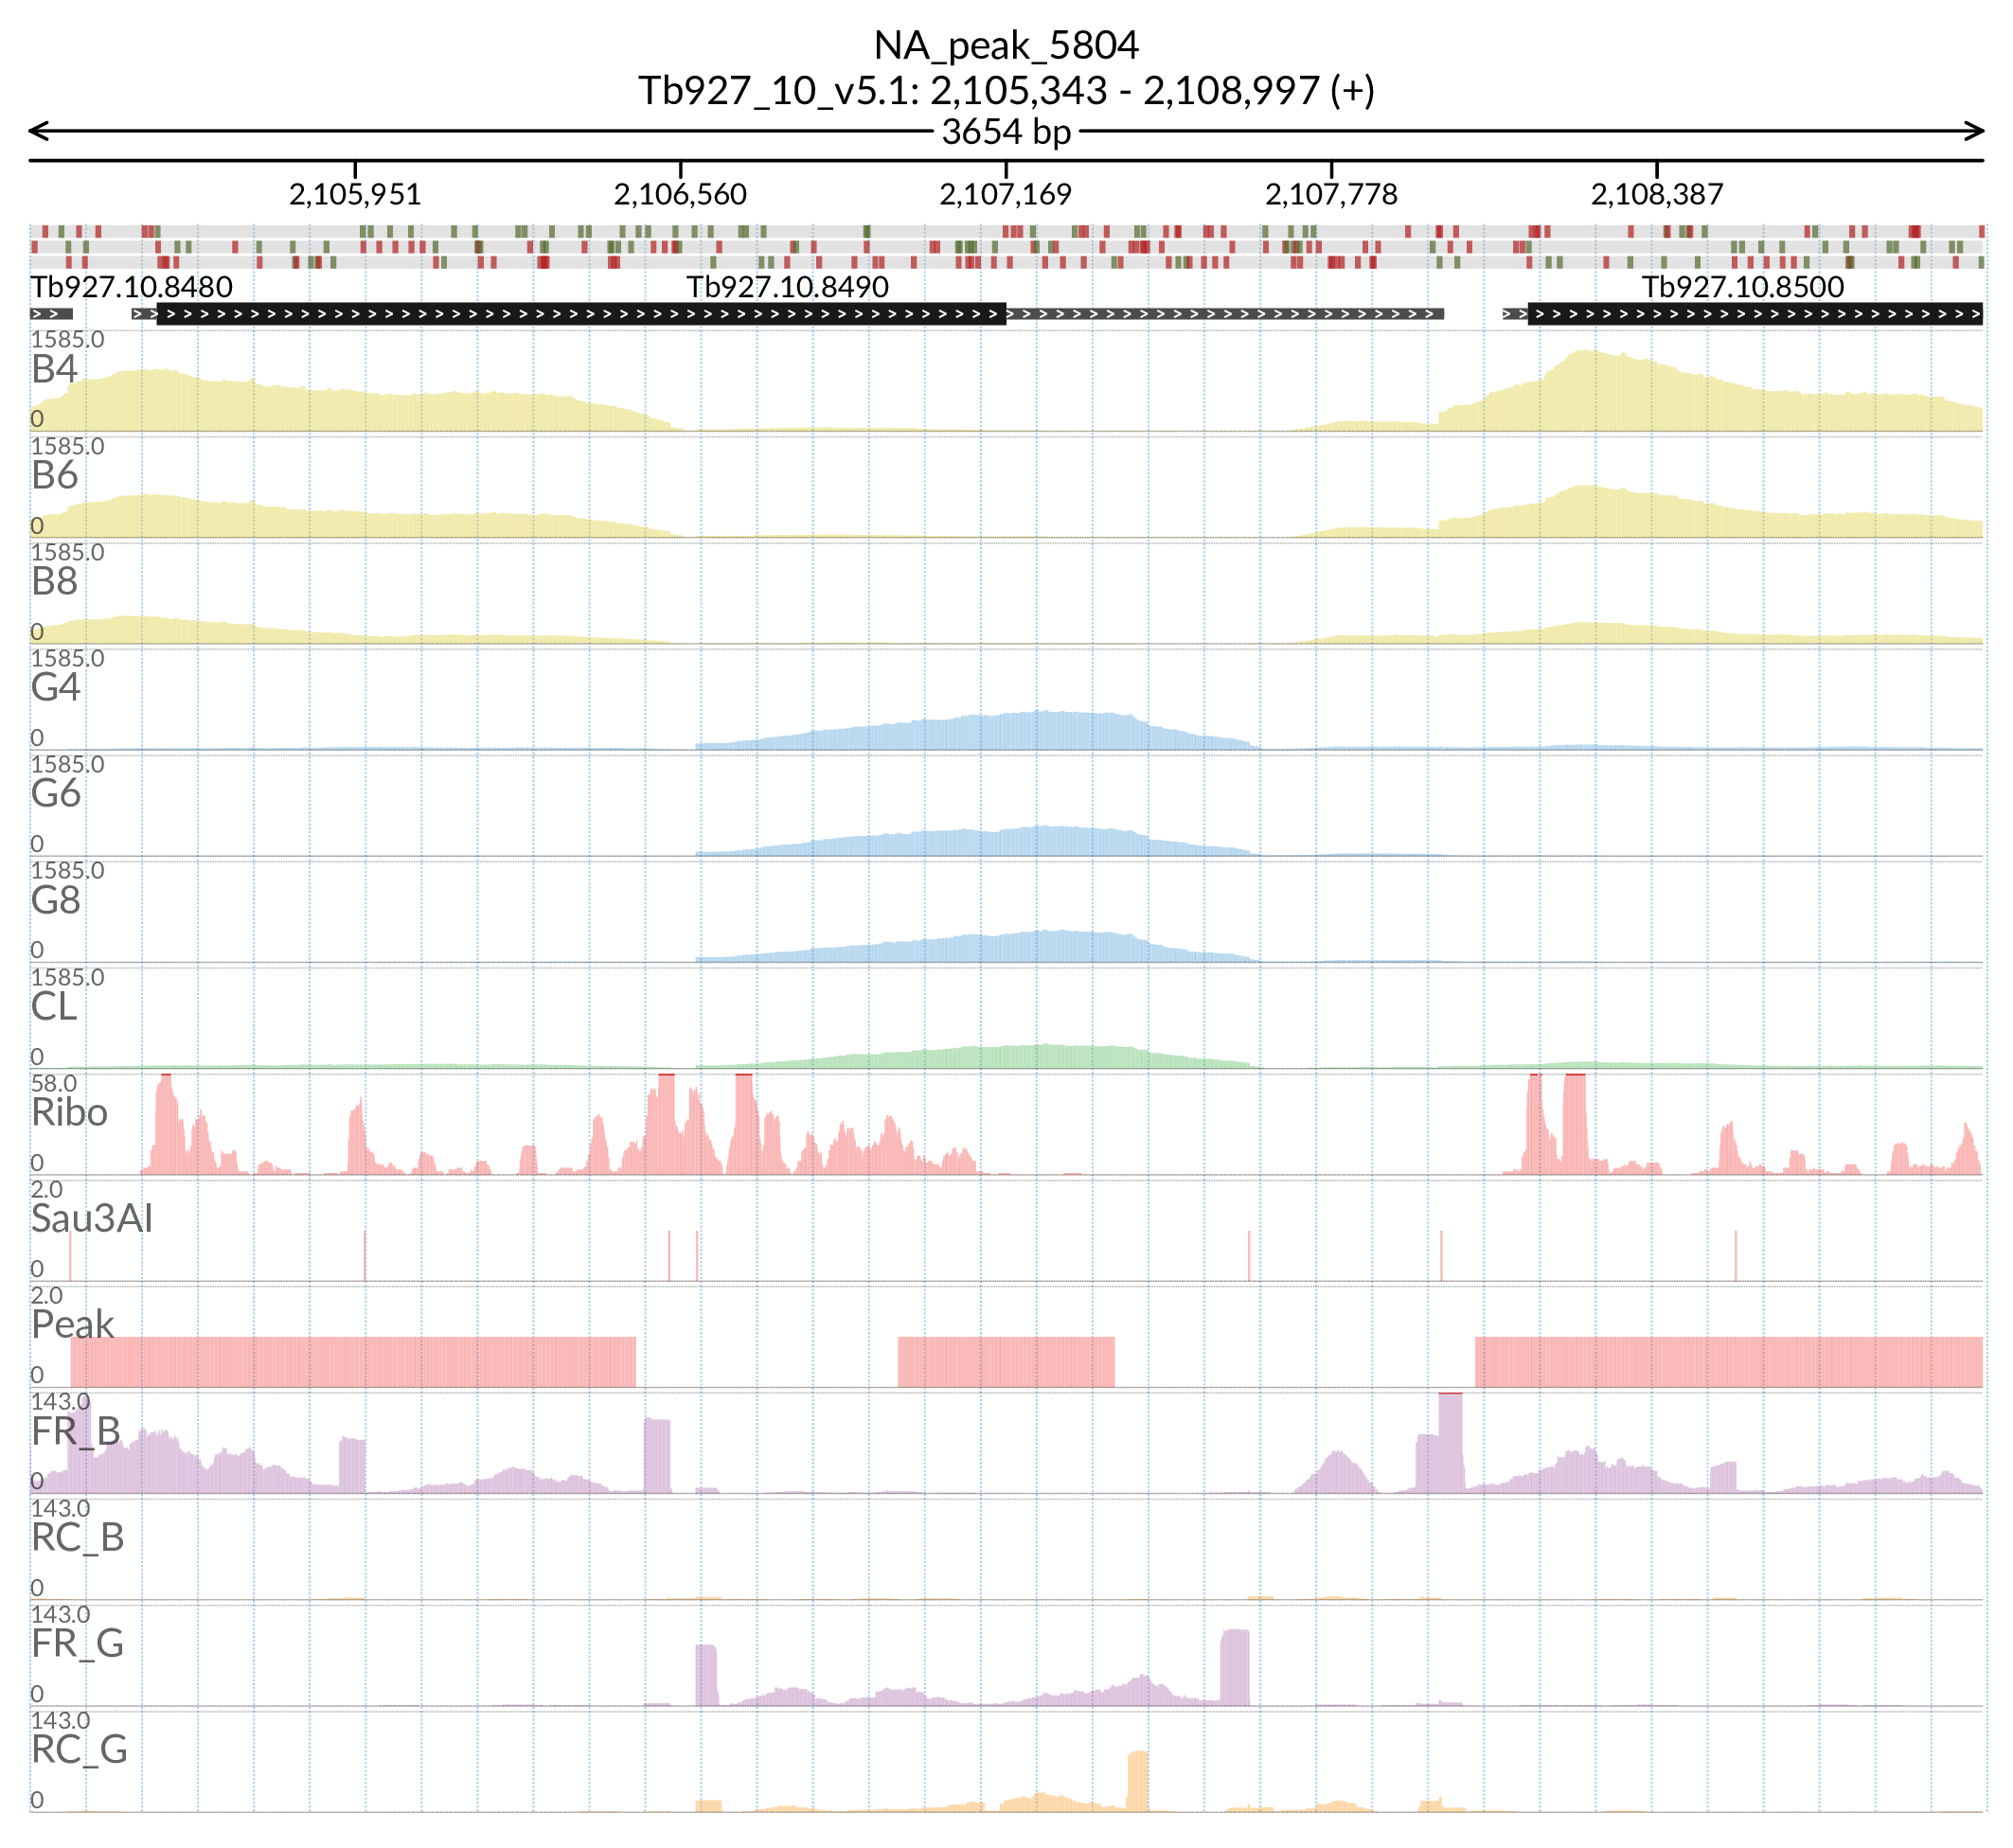 NA_peak_5804
Tb927_10_v5.1: 2,105,343 - 2,108,997 (+)
3654 bp
2,105,951 2,106,560 2,107,169 2,107,778 2,108,387
Tb927.10.8480 Tb927.10.8490 Tb927.10.8500
1585.0
B4
0
1585.0
B6
0
1585.0
B8
0
1585.0
G4
0
1585.0
G6
0
1585.0
G8
0
1585.0
CL
0
58.0
Ribo
0
2.0
Sau3AI
0
2.0
Peak
0
143.0
FR_B
0
143.0
RC_B
0
143.0
FR_G
0
143.0
RC_G
0